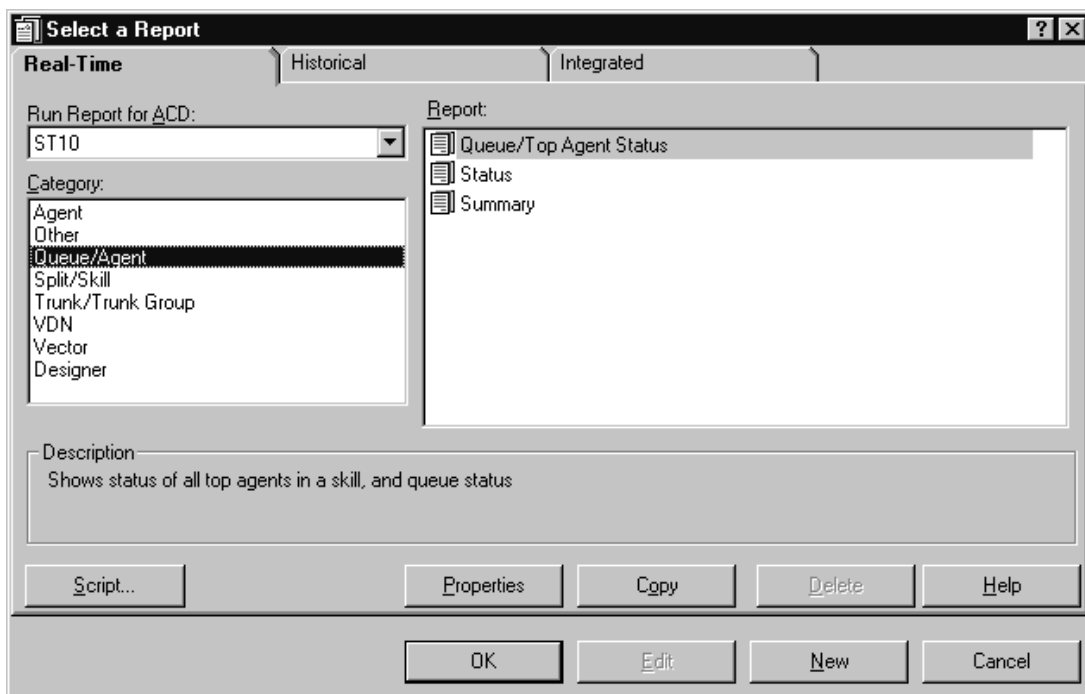 Select a Report
Real-Time
Historical
Integrated
Run Report for ACD:
ST10
Category:
Agent
Other
Queue/Agent
Split/Skill
Trunk/Trunk Group
VDN
Vector
Designer
Report:
Queue/Top Agent Status
Status
Summary
Description
Shows status of all top agents in a skill, and queue status
Script...
Properties
Copy
Delete
Help
OK
Edit
New
Cancel